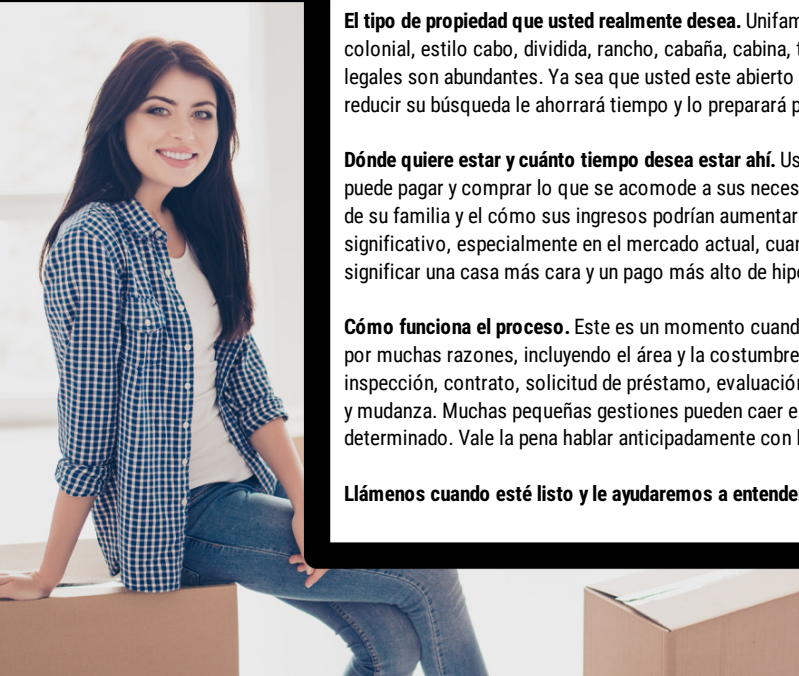 El tipo de propiedad que usted realmente desea. Unifam
colonial, estilo cabo, dividida, rancho, cabaña, cabina, t
legales son abundantes. Ya sea que usted este abierto
reducir su búsqueda le ahorrará tiempo y lo preparará p
Dónde quiere estar y cuánto tiempo desea estar ahí. Us
puede pagar y comprar lo que se acomode a sus neces
de su familia y el cómo sus ingresos podrían aumentar
significativo, especialmente en el mercado actual, cuan
significar una casa más cara y un pago más alto de hipo
Cómo funciona el proceso. Este es un momento cuand
por muchas razones, incluyendo el área y la costumbre
inspección, contrato, solicitud de préstamo, evaluación
y mudanza. Muchas pequeñas gestiones pueden caer e
determinado. Vale la pena hablar anticipadamente con l
Llámenos cuando esté listo y le ayudaremos a entender